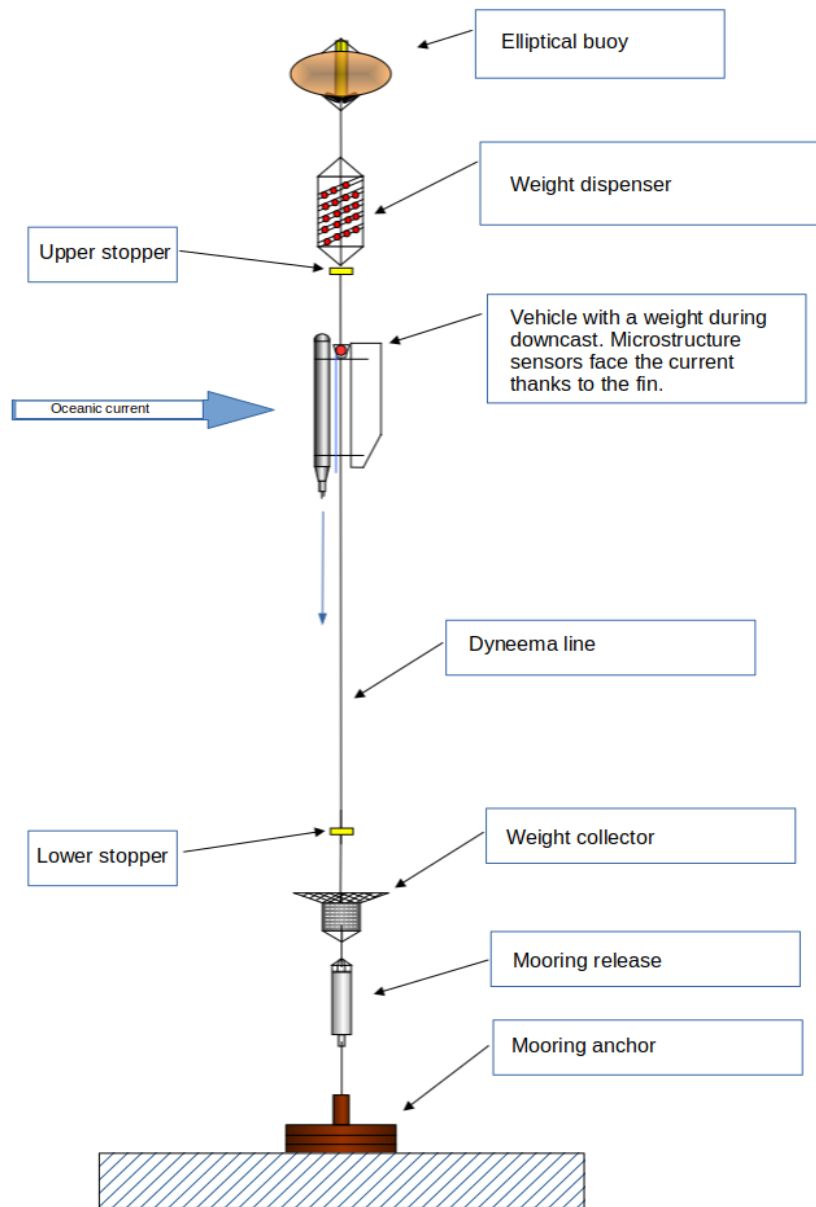 Elliptical buoy
Weight dispenser
Upper stopper
Vehicle with a weight during
downcast. Microstructure
sensors face the current
thanks to the fin.
Oceanic current
Dyneema line
Lower stopper
Weight collector
Mooring release
Mooring anchor